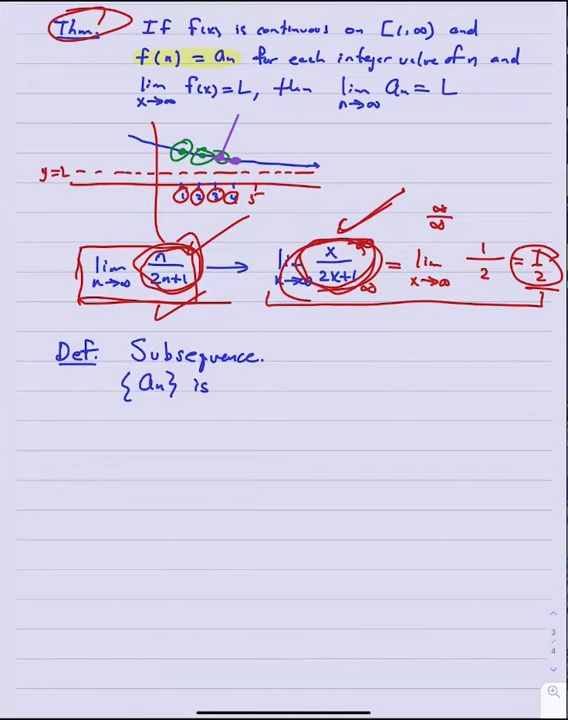 Thm. If f(x) is continuous on [1,∞) and
f(n) = an for each integer value of n and
lim x→∞ f(x) = L, then lim n→∞ an = L
y=L
1 2 3 4 5
∞/∞
lim n→∞ n/2n+1 → lim x→∞ x/2x+1 ∞ ∞ = lim x→∞ 1/2 = 1/2
Def. Subsequence.
{an} is
3/4